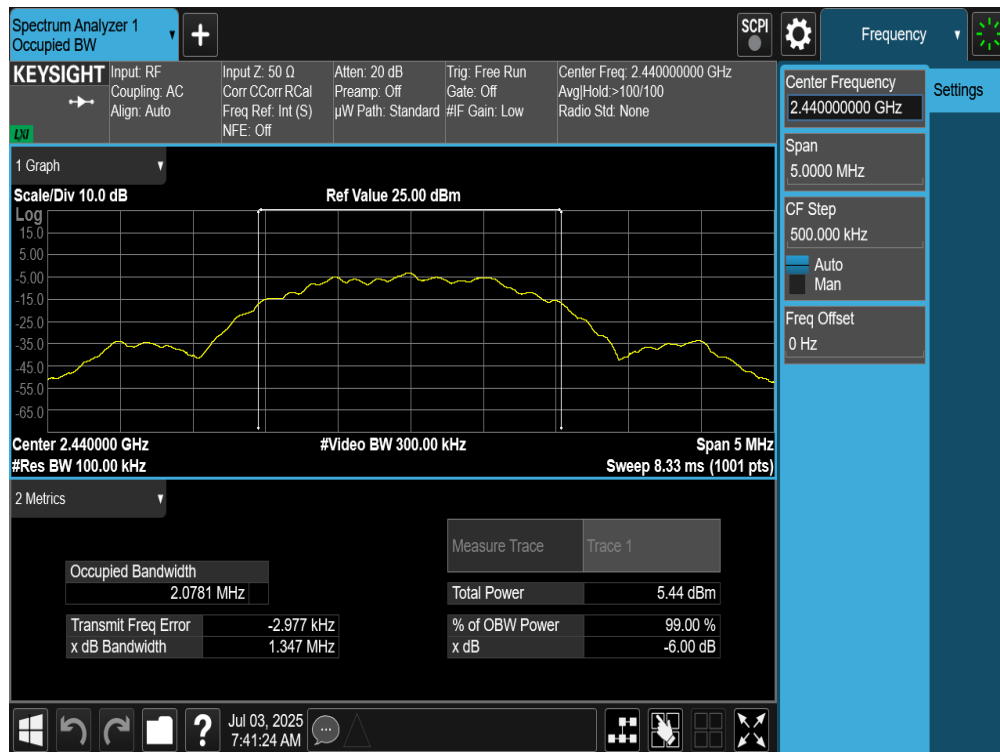 Spectrum Analyzer 1
Occupied BW
+
SCPI
Frequency
KEYSIGHT
LXI
Input: RF
Coupling: AC
Align: Auto
Input Z: 50 Ω
Corr CCorr RCal
Freq Ref: Int (S)
NFE: Off
Atten: 20 dB
Preamp: Off
µW Path: Standard
Trig: Free Run
Gate: Off
#IF Gain: Low
Center Freq: 2.440000000 GHz
Avg|Hold:>100/100
Radio Std: None
Center Frequency
2.440000000 GHz
Settings
Span
5.0000 MHz
CF Step
500.000 kHz
Auto
Man
Freq Offset
0 Hz
1 Graph
Scale/Div 10.0 dB
Ref Value 25.00 dBm
Log
15.0
5.00
-5.00
-15.0
-25.0
-35.0
-45.0
-55.0
-65.0
Center 2.440000 GHz
#Video BW 300.00 kHz
Span 5 MHz
#Res BW 100.00 kHz
Sweep 8.33 ms (1001 pts)
2 Metrics
Measure Trace
Trace 1
Occupied Bandwidth
2.0781 MHz
Total Power
5.44 dBm
Transmit Freq Error
-2.977 kHz
% of OBW Power
99.00 %
x dB Bandwidth
1.347 MHz
x dB
-6.00 dB
?
Jul 03, 2025
7:41:24 AM